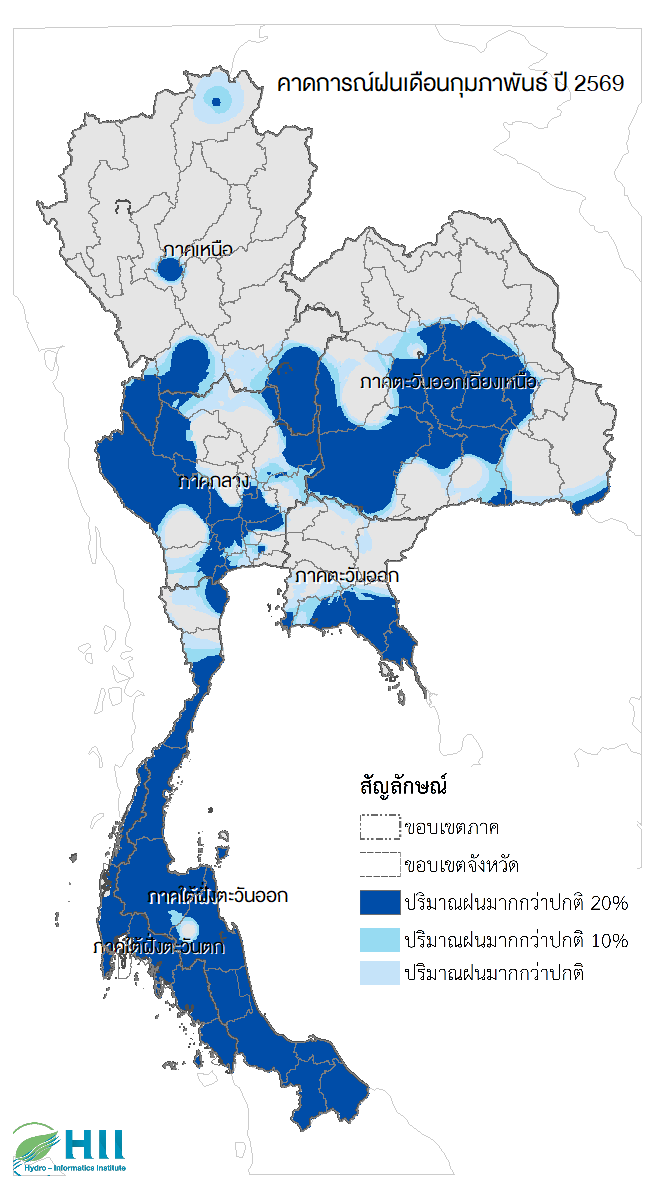 คาดการณ์ฝนเดือนกุมภาพันธ์ ปี 2569
ภาคเหนือ
ภาคตะวันออกเฉียงเหนือ
ภาคกลาง
ภาคตะวันออก
สัญลักษณ์
ขอบเขตภาค
ขอบเขตจังหวัด
ภาคใต้ฝั่งตะวันออก
ปริมาณฝนมากกว่าปกติ 20%
ภาคใต้ฝั่งตะวันตก
ปริมาณฝนมากกว่าปกติ 10%
ปริมาณฝนมากกว่าปกติ
HII
Hydro – Informatics Institute